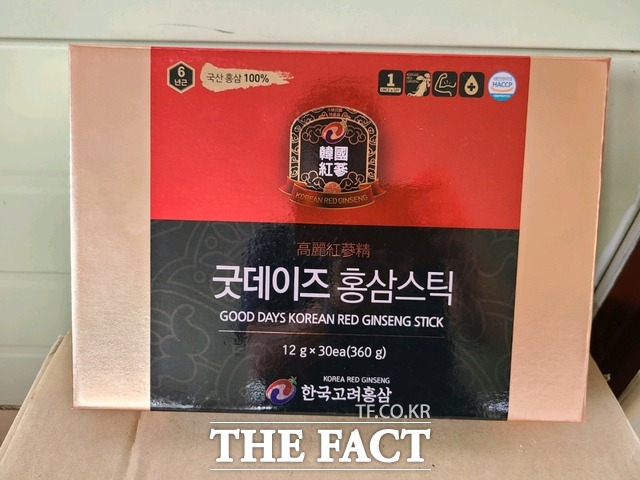 6
년근
국산 홍삼 100%
1
HACCP
韓國
紅蔘
KOREAN RED GINSENG
高麗紅蔘精
굿데이즈 홍삼스틱
GOOD DAYS KOREAN RED GINSENG STICK
12 g × 30ea(360 g)
KOREA RED GINSENG
한국고려홍삼
TF.CO.KR
THE FACT